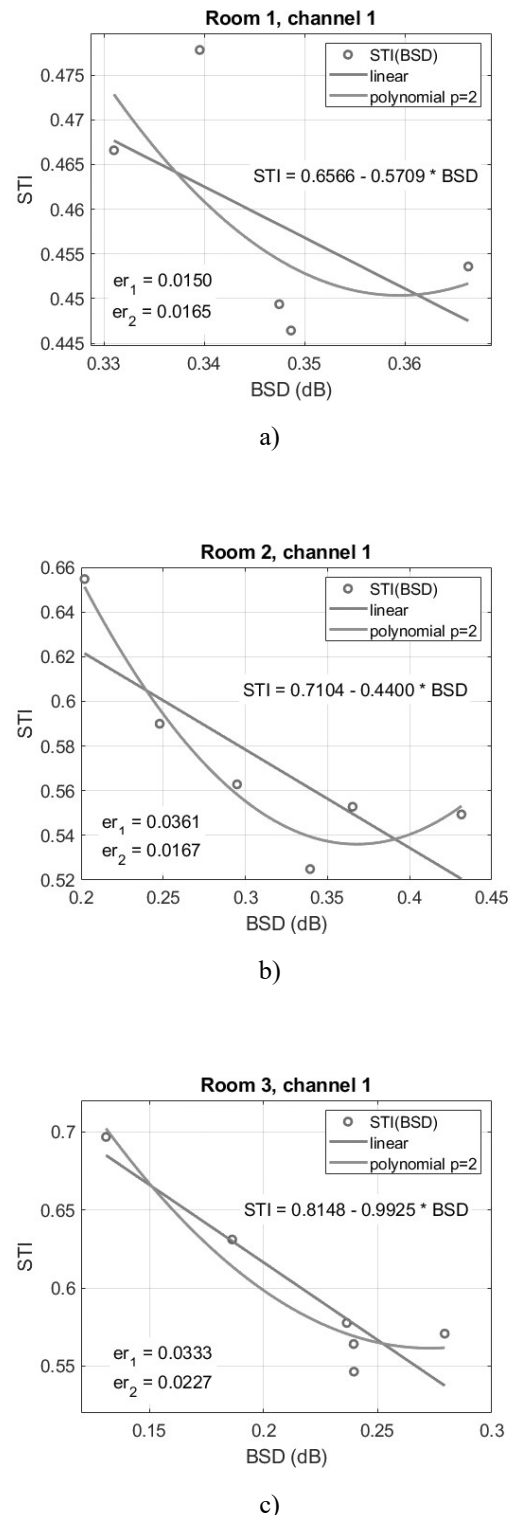 Room 1, channel 1
STI(BSD)
linear
polynomial p=2
0.475
0.47
0.465
0.46
0.455
0.45
0.445
STI
STI = 0.6566 - 0.5709 * BSD
er1 = 0.0150
er2 = 0.0165
0.33 0.34 0.35 0.36
BSD (dB)
a)
Room 2, channel 1
STI(BSD)
linear
polynomial p=2
0.66
0.64
0.62
0.6
0.58
0.56
0.54
0.52
STI
STI = 0.7104 - 0.4400 * BSD
er1 = 0.0361
er2 = 0.0167
0.2 0.25 0.3 0.35 0.4 0.45
BSD (dB)
b)
Room 3, channel 1
STI(BSD)
linear
polynomial p=2
0.7
0.65
0.6
0.55
STI
STI = 0.8148 - 0.9925 * BSD
er1 = 0.0333
er2 = 0.0227
0.15 0.2 0.25 0.3
BSD (dB)
c)